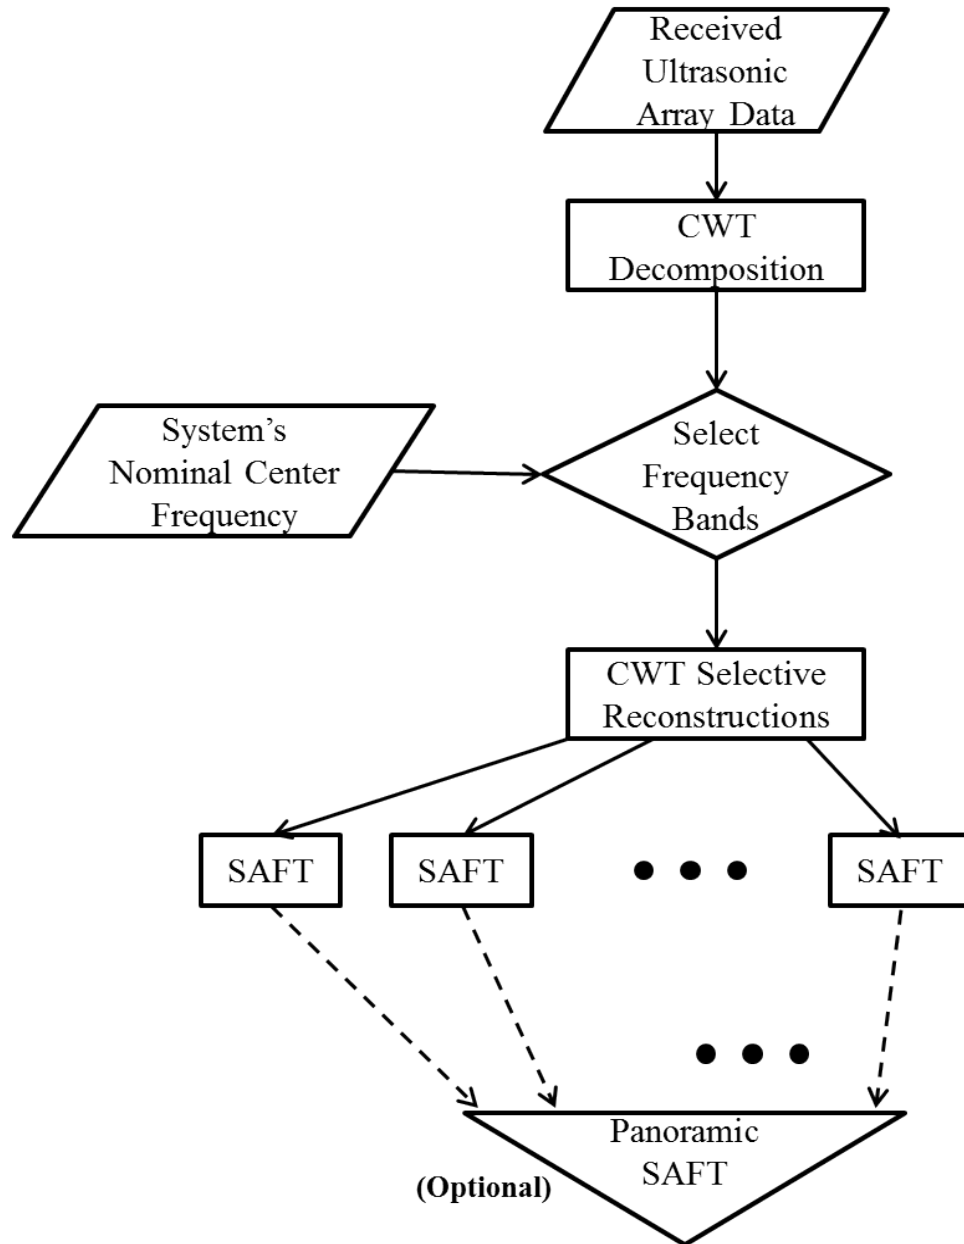 Received
Ultrasonic
Array Data
CWT
Decomposition
System's
Nominal Center
Frequency
Select
Frequency
Bands
CWT Selective
Reconstructions
SAFT
SAFT
SAFT
Panoramic
SAFT
(Optional)